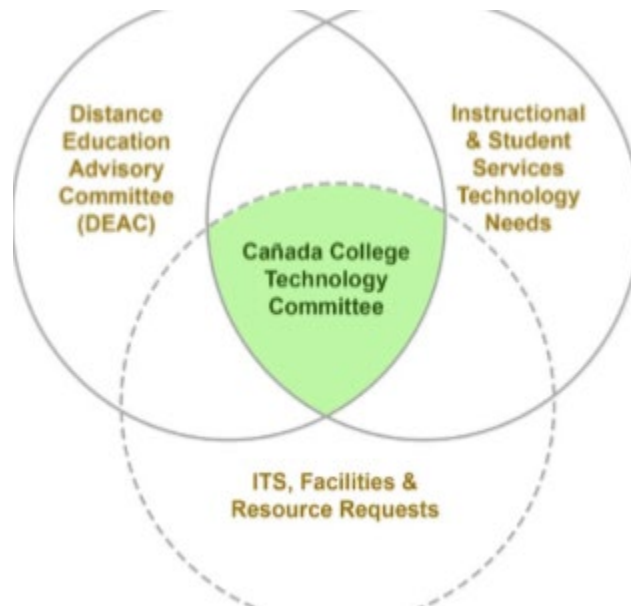 Distance
Education
Advisory
Committee
(DEAC)
Instructional
& Student
Services
Technology
Needs
Cañada College
Technology
Committee
ITS, Facilities &
Resource Requests